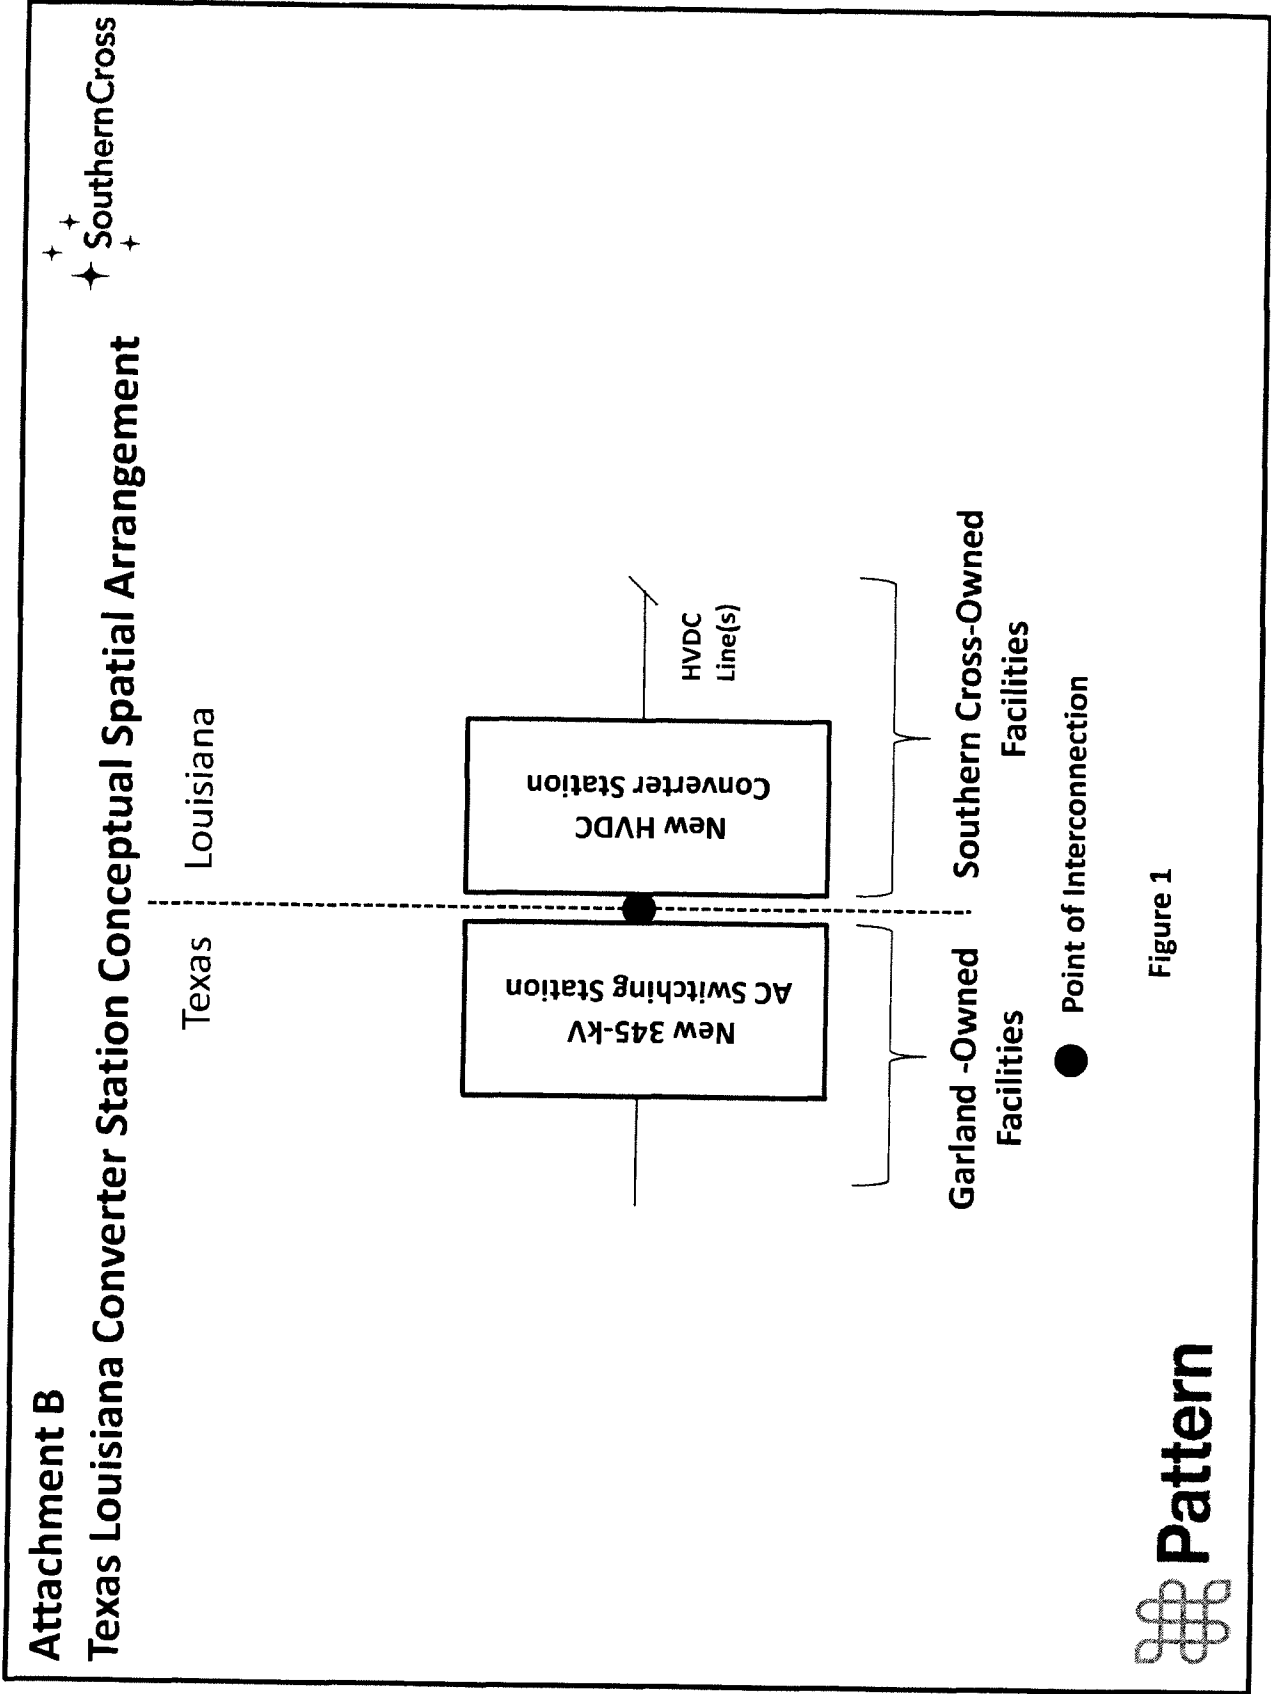 Attachment B
Texas Louisiana Converter Station Conceptual Spatial Arrangement
SouthernCross
Texas
Louisiana
New 345-kV
AC Switching Station
New HVDC
Converter Station
HVDC
Line(s)
Garland -Owned
Facilities
Southern Cross-Owned
Facilities
Point of Interconnection
Figure 1
Pattern